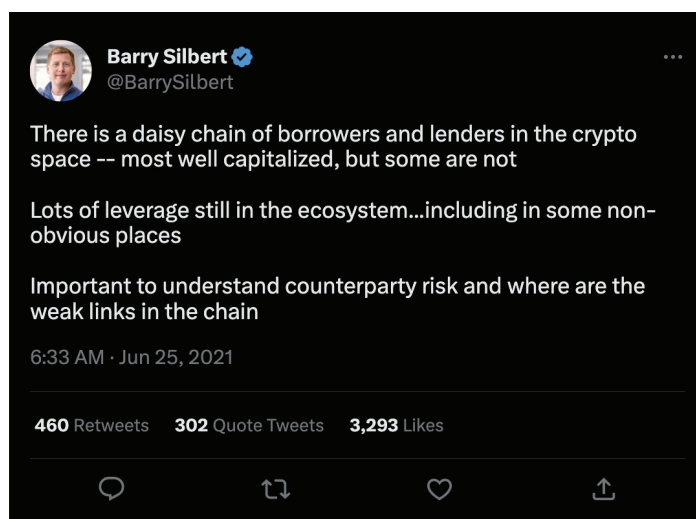 Barry Silbert
@BarrySilbert
There is a daisy chain of borrowers and lenders in the crypto
space -- most well capitalized, but some are not
Lots of leverage still in the ecosystem...including in some non-
obvious places
Important to understand counterparty risk and where are the
weak links in the chain
6:33 AM · Jun 25, 2021
460 Retweets 302 Quote Tweets 3,293 Likes